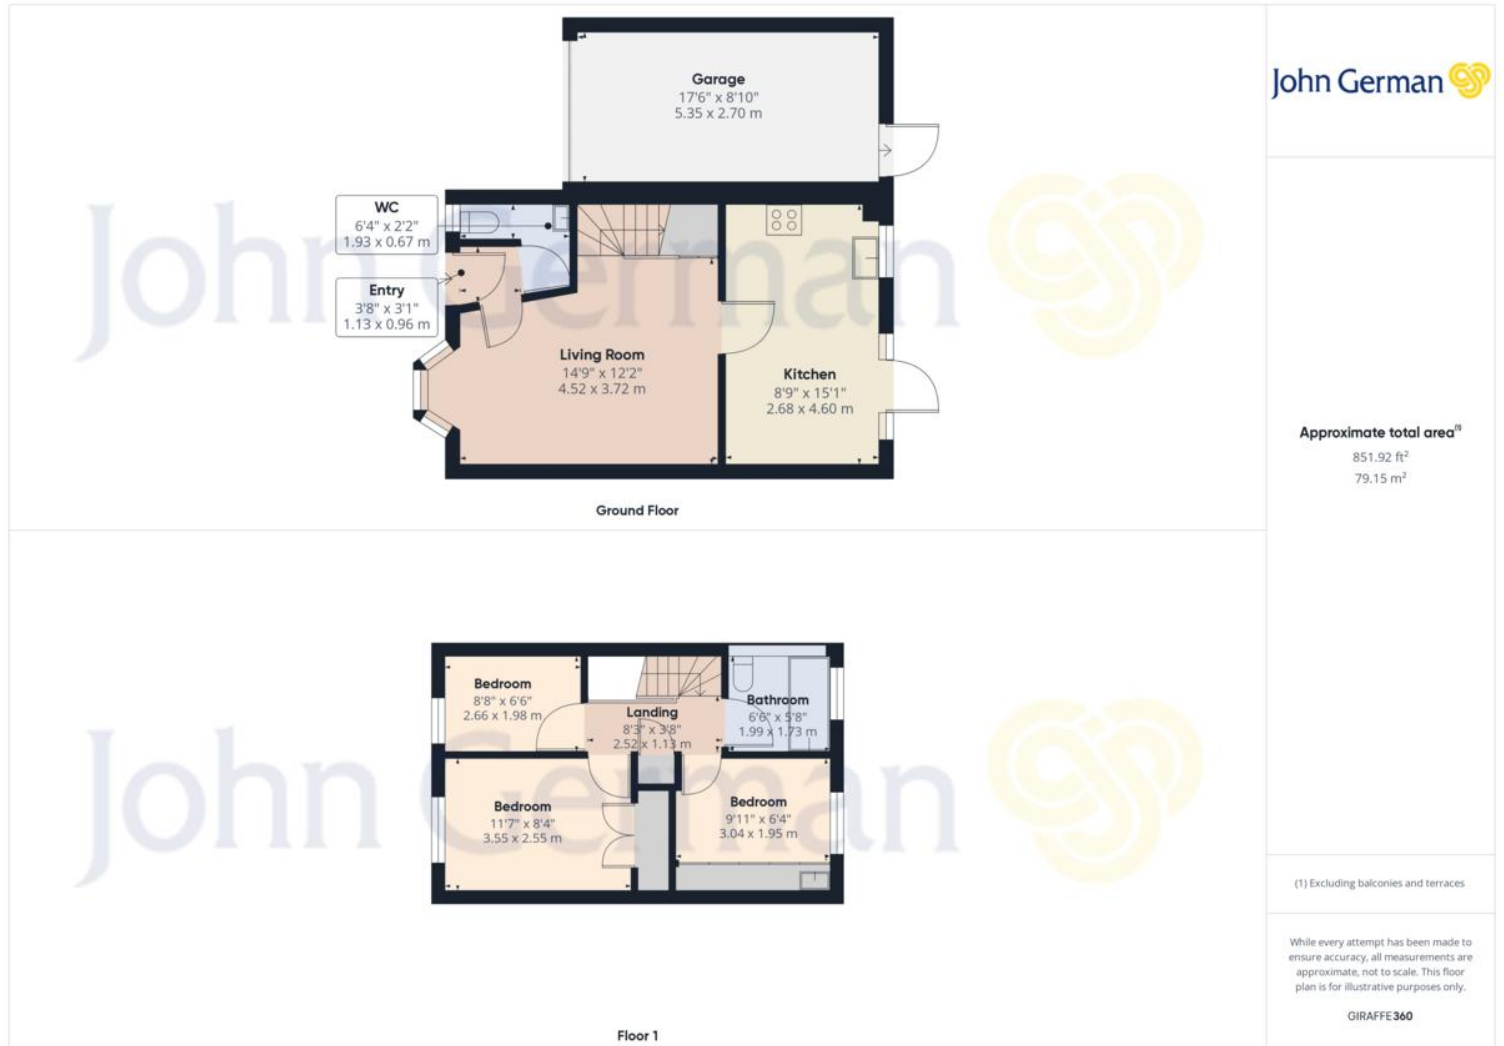 Garage
17'6" x 8'10"
5.35 x 2.70 m
WC
6'4" x 2'2"
1.93 x 0.67 m
Entry
3'8" x 3'1"
1.13 x 0.96 m
Living Room
14'9" x 12'2"
4.52 x 3.72 m
Kitchen
8'9" x 15'1"
2.68 x 4.60 m
John German
Ground Floor
Bedroom
8'8" x 6'6"
2.66 x 1.98 m
Landing
8'3" x 3'8"
2.52 x 1.13 m
Bathroom
6'6" x 5'8"
1.99 x 1.73 m
Bedroom
11'7" x 8'4"
3.55 x 2.55 m
Bedroom
9'11" x 6'4"
3.04 x 1.95 m
John German
Floor 1
John German
Approximate total area(1)
851.92 ft²
79.15 m²
(1) Excluding balconies and terraces
While every attempt has been made to
ensure accuracy, all measurements are
approximate, not to scale. This floor
plan is for illustrative purposes only.
GIRAFFE360